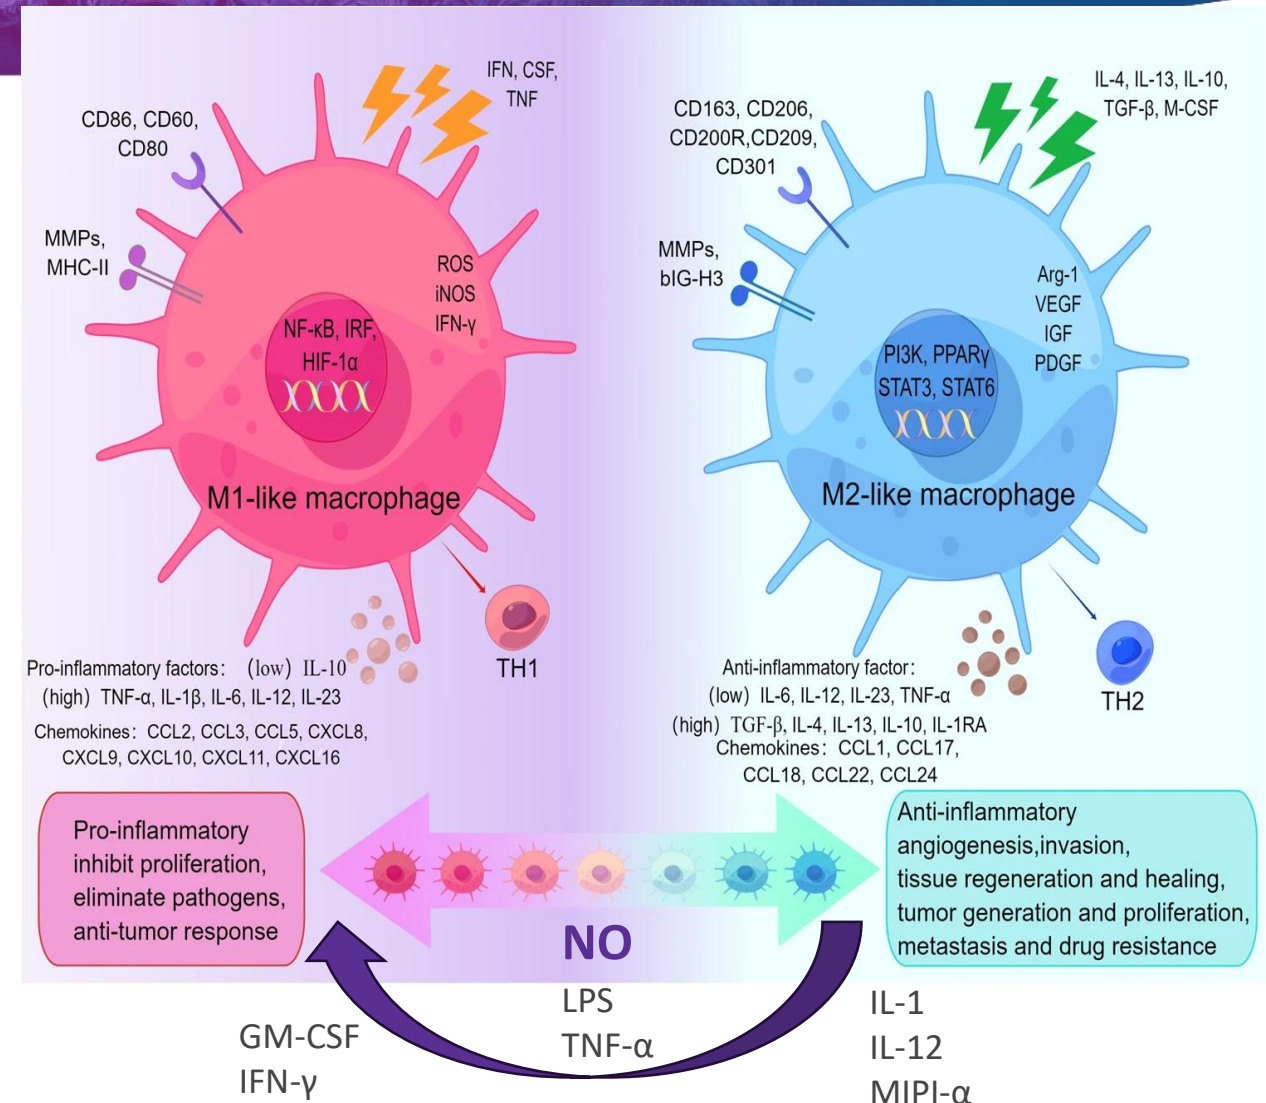 IFN, CSF,
TNF
CD86, CD60,
CD80
MMPs,
MHC-II
ROS
iNOS
IFN-γ
NF-κB, IRF,
HIF-1α
M1-like macrophage
TH1
Pro-inflammatory factors: (low) IL-10
(high) TNF-α, IL-1β, IL-6, IL-12, IL-23
Chemokines: CCL2, CCL3, CCL5, CXCL8,
CXCL9, CXCL10, CXCL11, CXCL16
IL-4, IL-13, IL-10,
TGF-β, M-CSF
CD163, CD206,
CD200R,CD209,
CD301
MMPs,
bIG-H3
Arg-1
VEGF
IGF
PDGF
PI3K, PPARγ
STAT3, STAT6
M2-like macrophage
TH2
Anti-inflammatory factor:
(low) IL-6, IL-12, IL-23, TNF-α
(high) TGF-β, IL-4, IL-13, IL-10, IL-1RA
Chemokines: CCL1, CCL17,
CCL18, CCL22, CCL24
Pro-inflammatory
inhibit proliferation,
eliminate pathogens,
anti-tumor response
Anti-inflammatory
angiogenesis,invasion,
tissue regeneration and healing,
tumor generation and proliferation,
metastasis and drug resistance
NO
LPS
TNF-α
GM-CSF
IFN-γ
IL-1
IL-12
MIPI-α